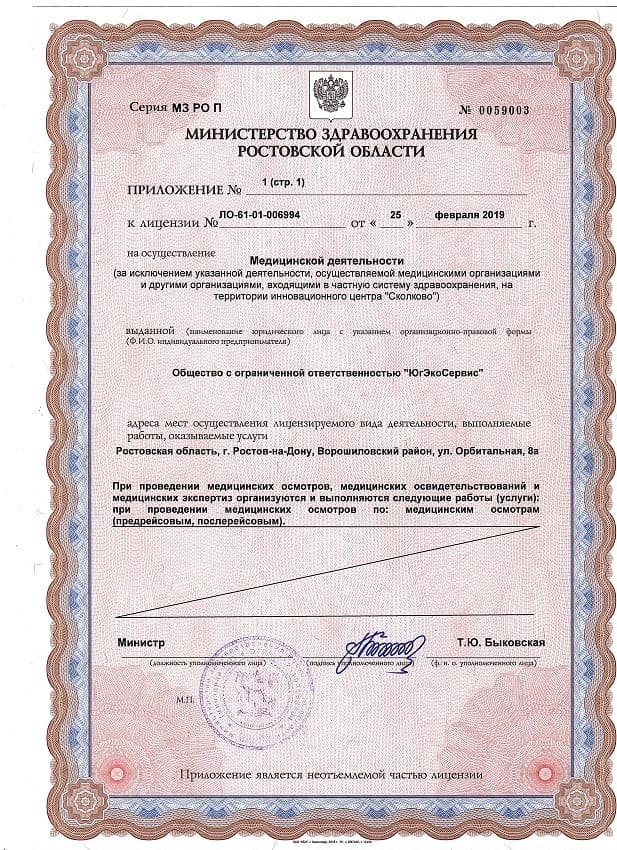 Серия МЗ РО П
№ 0059003
МИНИСТЕРСТВО ЗДРАВООХРАНЕНИЯ
РОСТОВСКОЙ ОБЛАСТИ
ПРИЛОЖЕНИЕ № 1 (стр. 1)
к лицензии № ЛО-61-01-006994 от « 25 » февраля 2019 г.
на осуществление
Медицинской деятельности
(за исключением указанной деятельности, осуществляемой медицинскими организациями
и другими организациями, входящими в частную систему здравоохранения, на
территории инновационного центра "Сколково")
выданной (наименование юридического лица с указанием организационно-правовой формы
(Ф.И.О. индивидуального предпринимателя)
Общество с ограниченной ответственностью "ЮгЭкоСервис"
адреса мест осуществления лицензируемого вида деятельности, выполняемые
работы, оказываемые услуги
Ростовская область, г. Ростов-на-Дону, Ворошиловский район, ул. Орбитальная, 8а
При проведении медицинских осмотров, медицинских освидетельствований и
медицинских экспертиз организуются и выполняются следующие работы (услуги):
при проведении медицинских осмотров по: медицинским осмотрам
(предрейсовым, послерейсовым).
Министр
Т.Ю. Быковская
(должность уполномоченного лица) (подпись уполномоченного лица) (ф. и. о. уполномоченного лица)
М.П.
Приложение является неотъемлемой частью лицензии